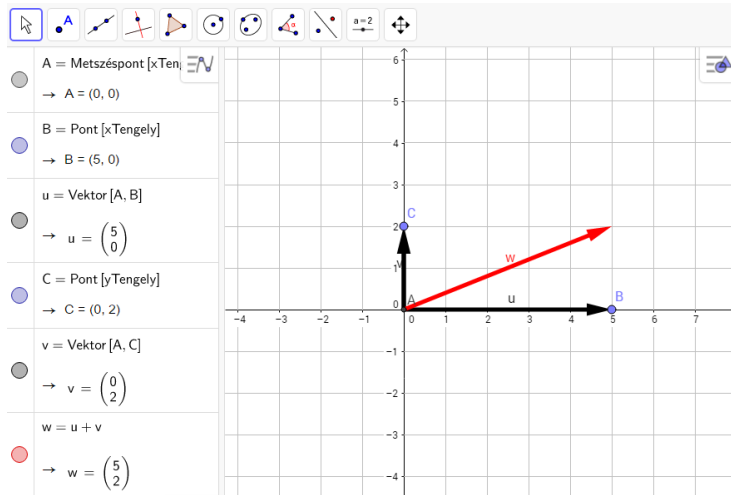 A
a = 2
A = Metszéspont [xTen
→ A = (0, 0)
B = Pont [xTengely]
→ B = (5, 0)
u = Vektor [A, B]
→ u = (5 0)
C = Pont [yTengely]
→ C = (0, 2)
v = Vektor [A, C]
→ v = (0 2)
w = u + v
→ w = (5 2)
6
5
4
3
C
2
w
1
v
A
u
B
0
-4 -3 -2 -1 0 1 2 3 4 5 6 7
-1
-2
-3
-4